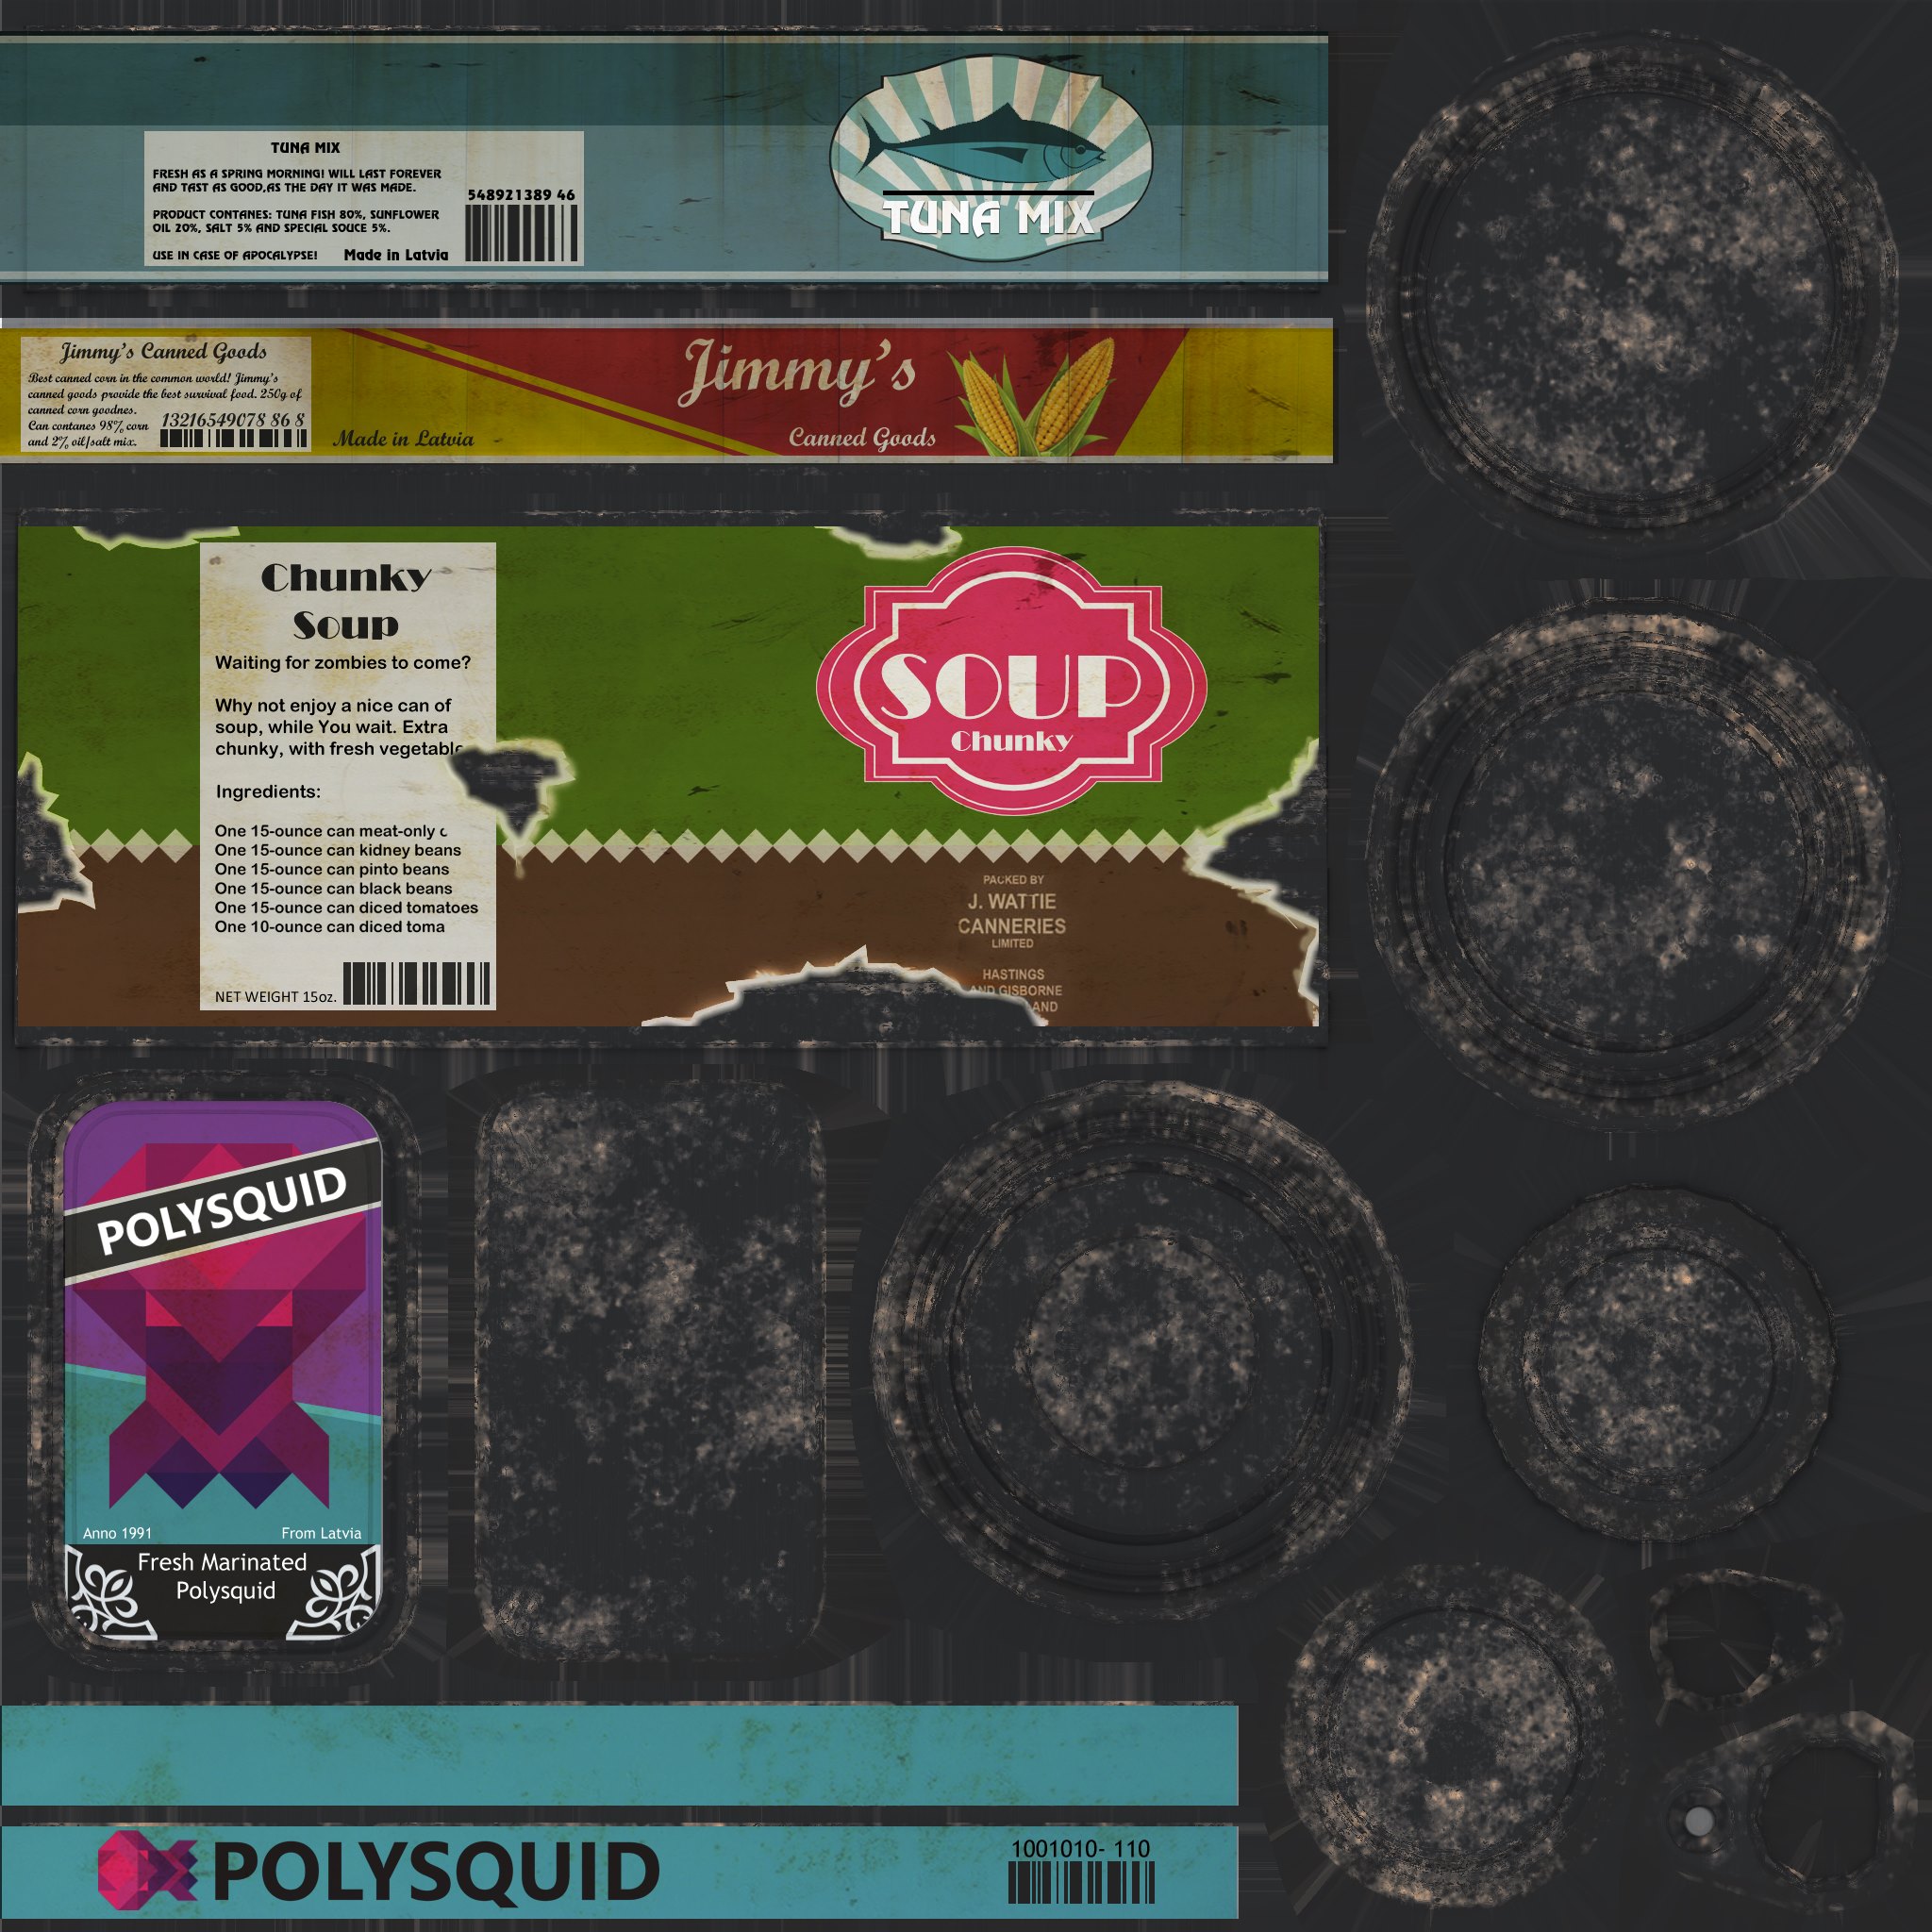 TUNA MIX
FRESH AS A SPRING MORNING! WILL LAST FOREVER
AND TAST AS GOOD,AS THE DAY IT WAS MADE.
PRODUCT CONTANES: TUNA FISH 80%, SUNFLOWER
OIL 20%, SALT 5% AND SPECIAL SOUCE 5%.
USE IN CASE OF APOCALYPSE! Made in Latvia
548921389 46
TUNA MIX
Jimmy's Canned Goods
Best canned corn in the common world! Jimmy's
canned goods provide the best survival food. 250g of
canned corn goodnes.
Can contanes 98% corn
and 2% oil/salt mix.
13216549078 86 8
Made in Latvia
Jimmy's
Canned Goods
Chunky
Soup
Waiting for zombies to come?
Why not enjoy a nice can of
soup, while You wait. Extra
chunky, with fresh vegetable
Ingredients:
One 15-ounce can meat-only
One 15-ounce can kidney beans
One 15-ounce can pinto beans
One 15-ounce can black beans
One 15-ounce can diced tomatoes
One 10-ounce can diced toma
NET WEIGHT 15oz.
SOUP
Chunky
PACKED BY
J. WATTIE
CANNERIES
LIMITED
HASTINGS
AND GISBORNE
AND
POLYSQUID
Anno 1991
From Latvia
Fresh Marinated
Polysquid
POLYSQUID
1001010- 110